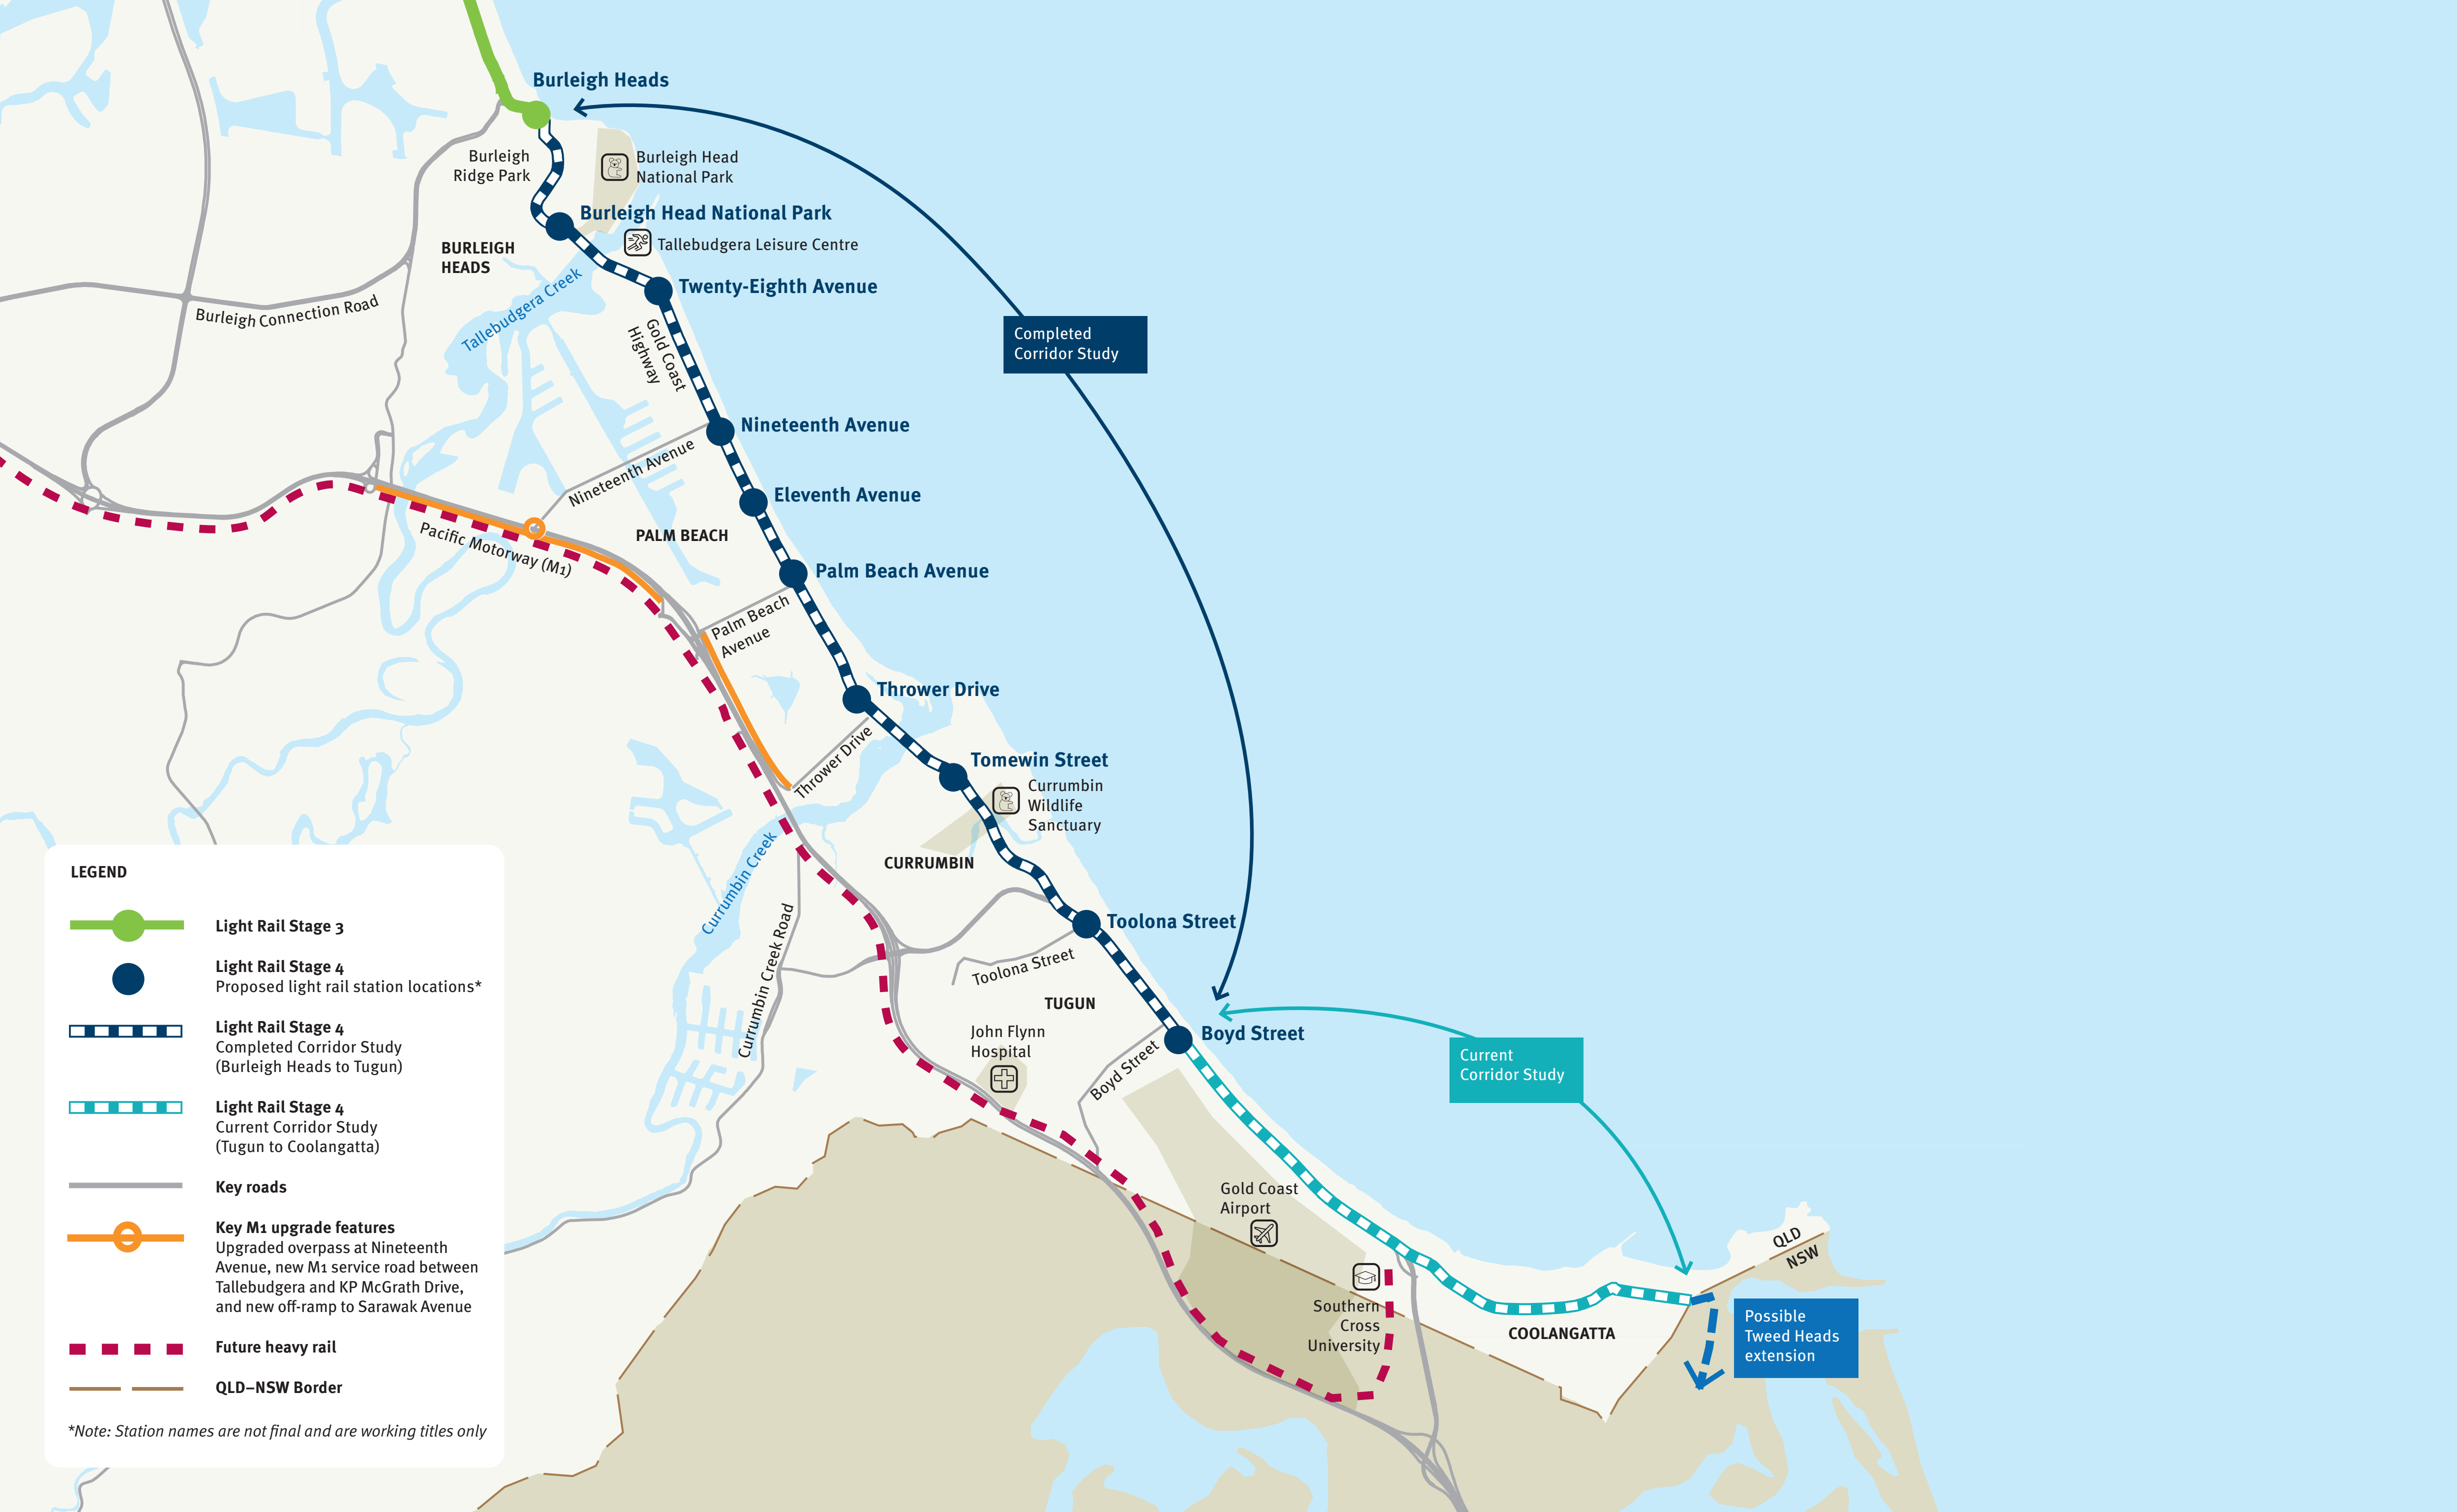 Burleigh Heads
Burleigh
Ridge Park
Burleigh Head
National Park
Burleigh Head National Park
BURLEIGH
HEADS
Tallebudgera Leisure Centre
Tallebudgera Creek
Twenty-Eighth Avenue
Burleigh Connection Road
Gold Coast
Highway
Completed
Corridor Study
Nineteenth Avenue
Nineteenth Avenue
Eleventh Avenue
Pacific Motorway (M1)
PALM BEACH
Palm Beach Avenue
Palm Beach
Avenue
Thrower Drive
Thrower Drive
Tomewin Street
Currumbin
Wildlife
Sanctuary
Currumbin Creek
CURRUMBIN
Currumbin Creek Road
Toolona Street
Toolona Street
TUGUN
John Flynn
Hospital
Boyd Street
Boyd Street
Current
Corridor Study
Gold Coast
Airport
Southern
Cross
University
COOLANGATTA
QLD
NSW
Possible
Tweed Heads
extension
LEGEND
Light Rail Stage 3
Light Rail Stage 4
Proposed light rail station locations*
Light Rail Stage 4
Completed Corridor Study
(Burleigh Heads to Tugun)
Light Rail Stage 4
Current Corridor Study
(Tugun to Coolangatta)
Key roads
Key M1 upgrade features
Upgraded overpass at Nineteenth
Avenue, new M1 service road between
Tallebudgera and KP McGrath Drive,
and new off-ramp to Sarawak Avenue
Future heavy rail
QLD–NSW Border
*Note: Station names are not final and are working titles only